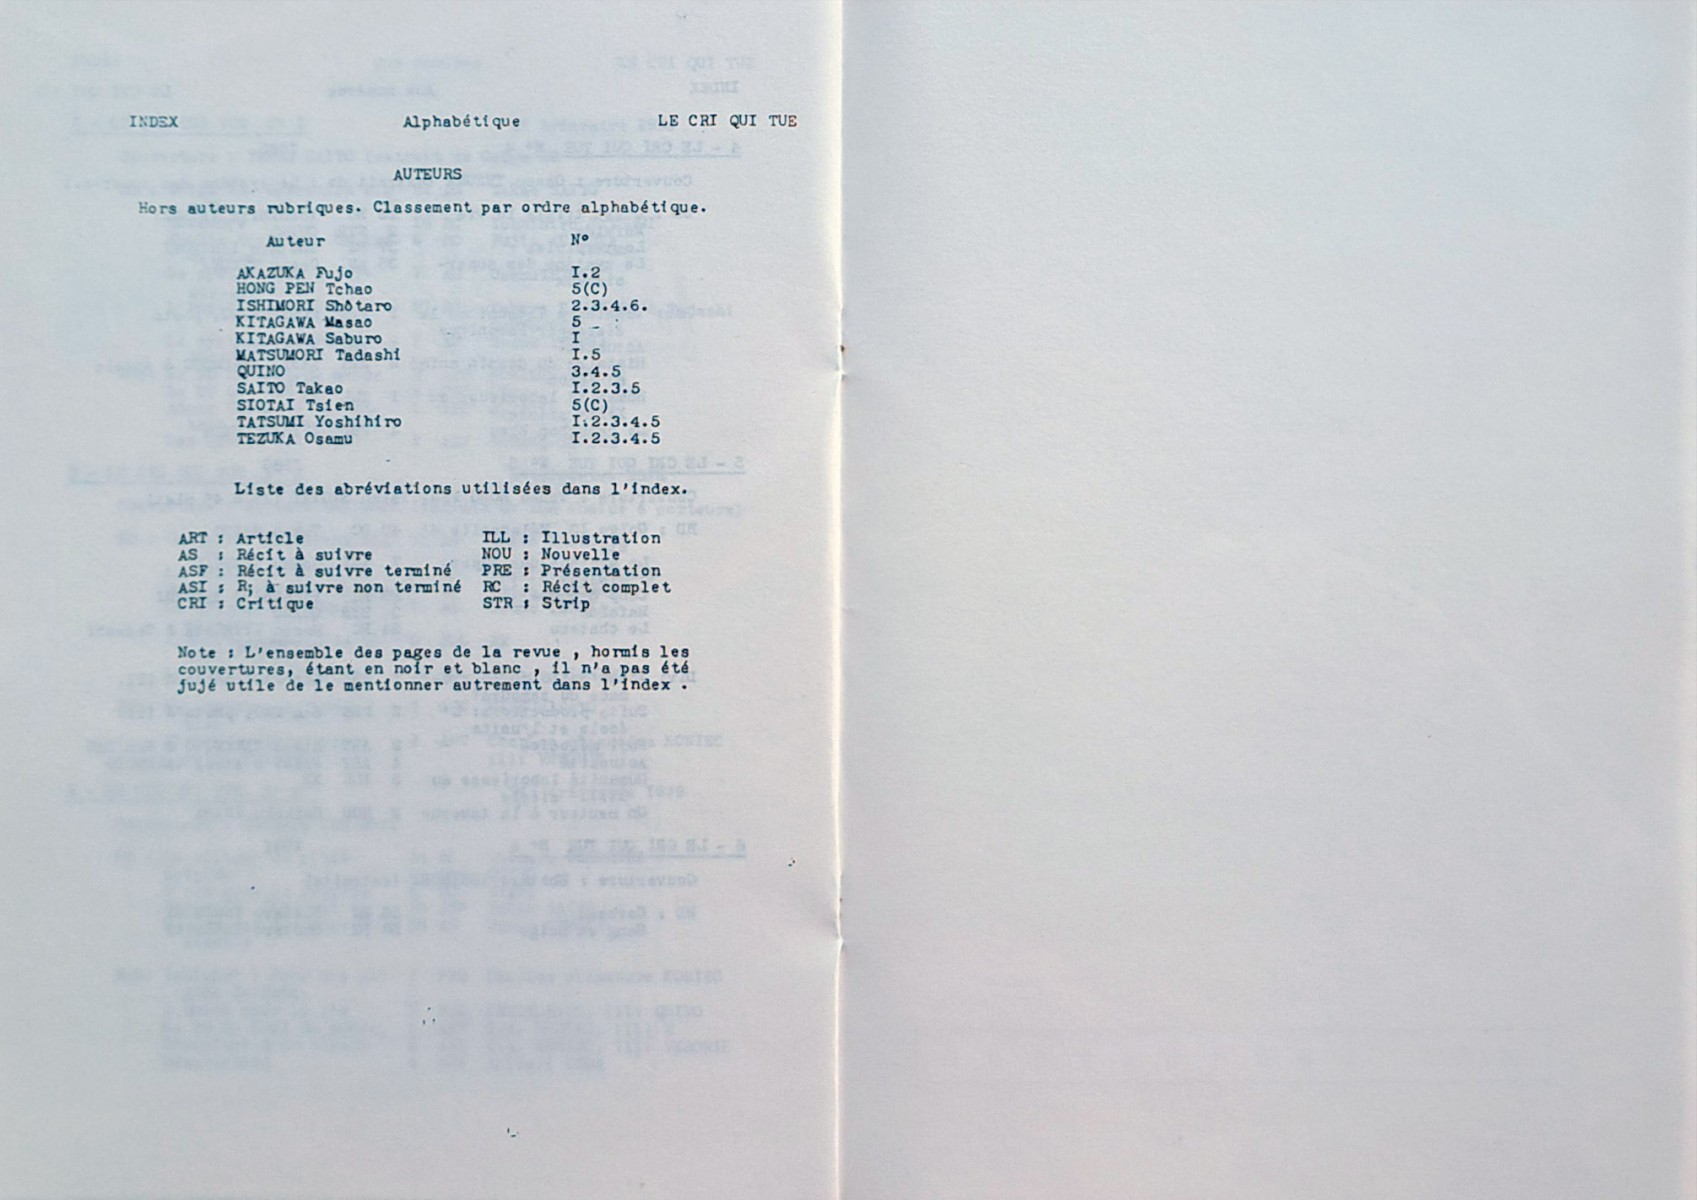 INDEX Alphabétique LE CRI QUI TUE
AUTEURS
Hors auteurs rubriques. Classement par ordre alphabétique.
Auteur N°
AKAZUKA Fujo I.2
HONG PEN Tchao 5(C)
ISHIMORI Shôtaro 2.3.4.6.
KITAGAWA Masao 5
KITAGAWA Saburo I
MATSUMORI Tadashi I.5
QUINO 3.4.5
SAITO Takao I.2.3.5
SIOTAI Tsien 5(C)
TATSUMI Yoshihiro I.2.3.4.5
TEZUKA Osamu I.2.3.4.5
Liste des abréviations utilisées dans l'index.
ART : Article ILL : Illustration
AS : Récit à suivre NOU : Nouvelle
ASF : Récit à suivre terminé PRE : Présentation
ASI : R; à suivre non terminé RC : Récit complet
CRI : Critique STR : Strip
Note : L'ensemble des pages de la revue , hormis les
couvertures, étant en noir et blanc , il n'a pas été
jujé utile de le mentionner autrement dans l'index .